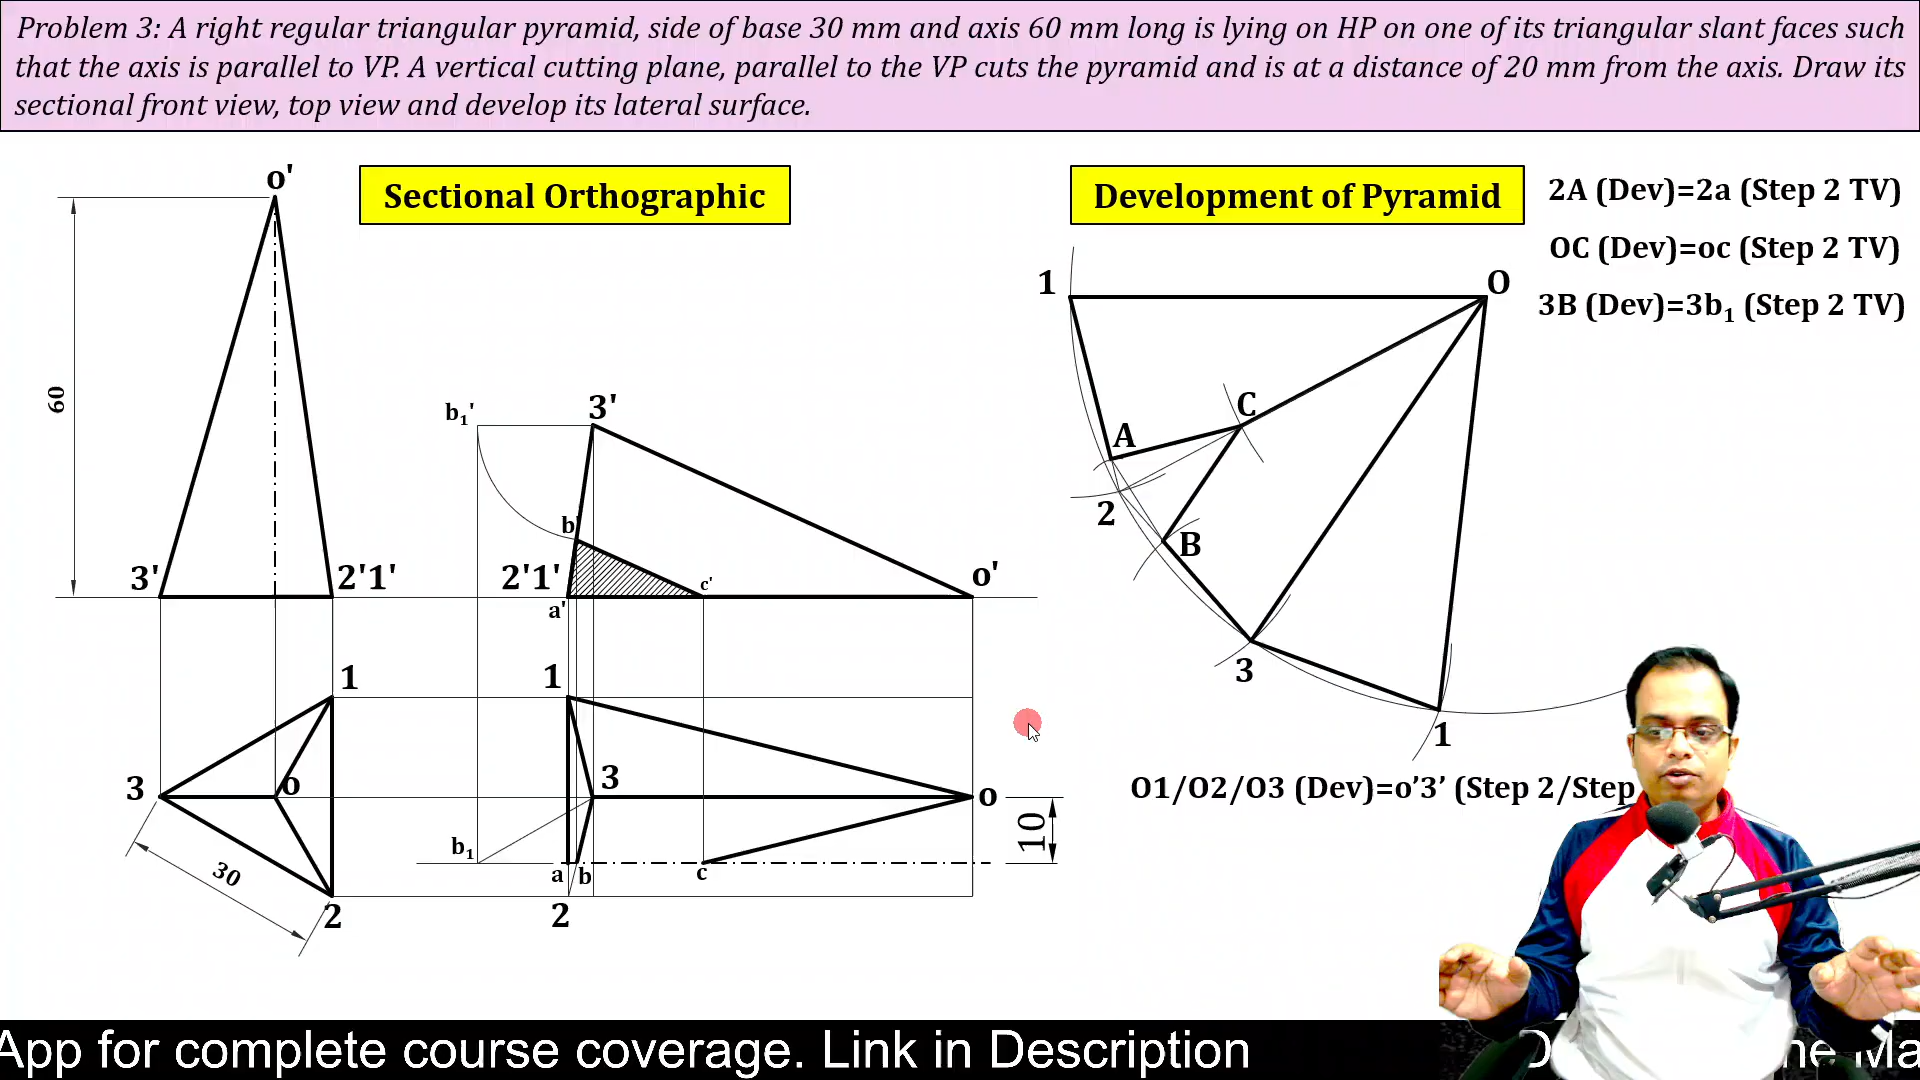 Problem 3: A right regular triangular pyramid, side of base 30 mm and axis 60 mm long is lying on HP on one of its triangular slant faces such
that the axis is parallel to VP. A vertical cutting plane, parallel to the VP cuts the pyramid and is at a distance of 20 mm from the axis. Draw its
sectional front view, top view and develop its lateral surface.
Sectional Orthographic
Development of Pyramid
2A (Dev)=2a (Step 2 TV)
OC (Dev)=oc (Step 2 TV)
3B (Dev)=3b₁ (Step 2 TV)
o'
60
3'
2'1'
b₁'
3'
b'
2'1'
a'
c'
o'
1
3
o
30
2
1
3
o
b₁
a
b
c
2
10
1
O
C
A
2
B
3
1
O1/O2/O3 (Dev)=o’3’ (Step 2/Step
App for complete course coverage. Link in Description